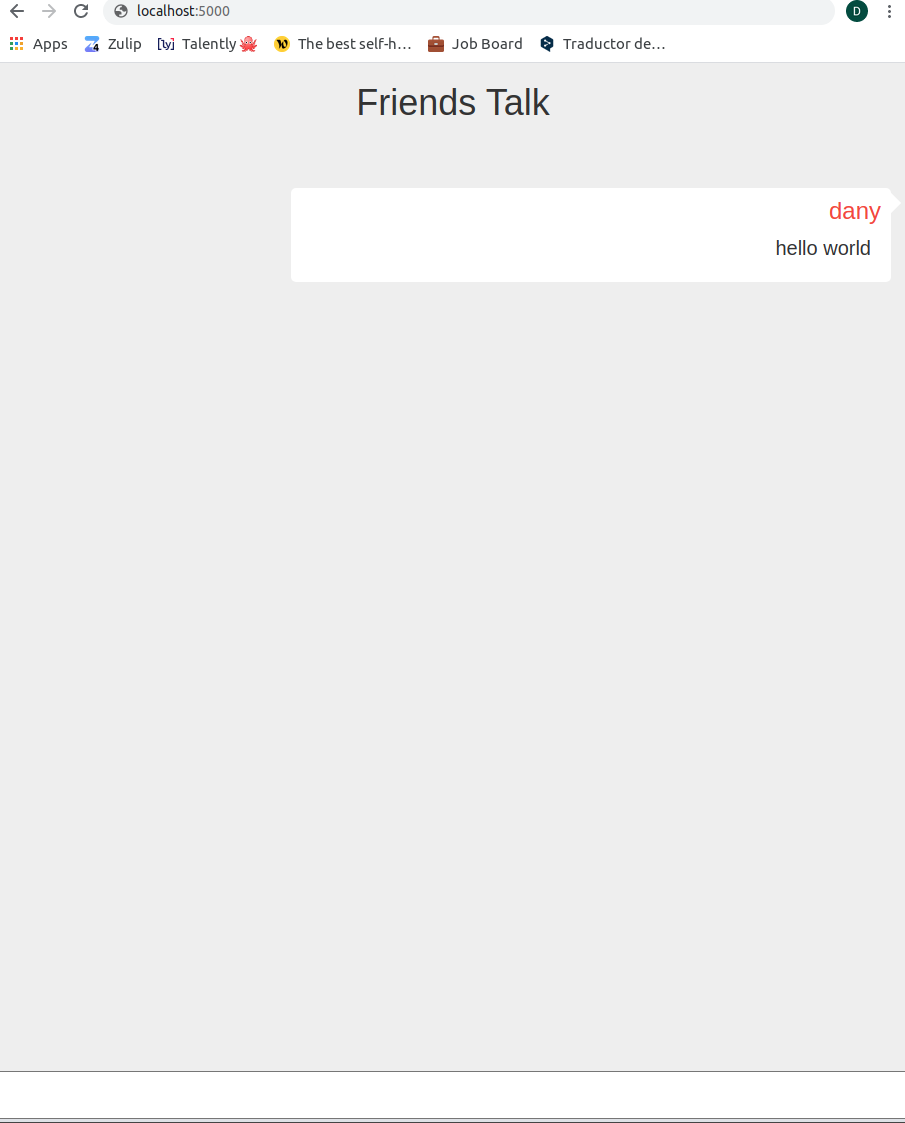 localhost:5000
D
Apps Zulip Talently The best self-h... Job Board Traductor de...
Friends Talk
dany
hello world